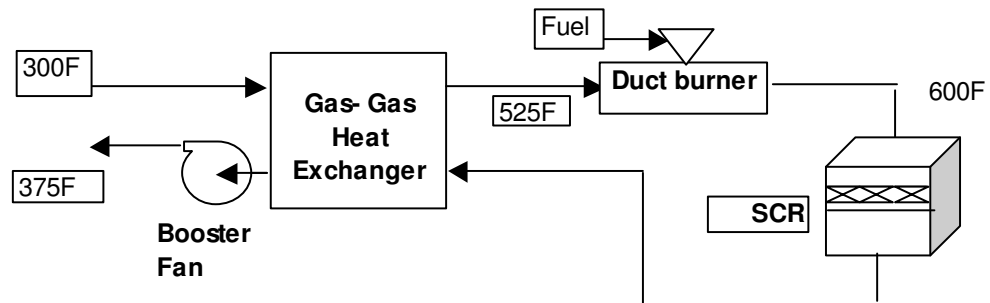 Fuel
300F
Gas- Gas
Heat
Exchanger
525F
Duct burner
600F
375F
Booster
Fan
SCR